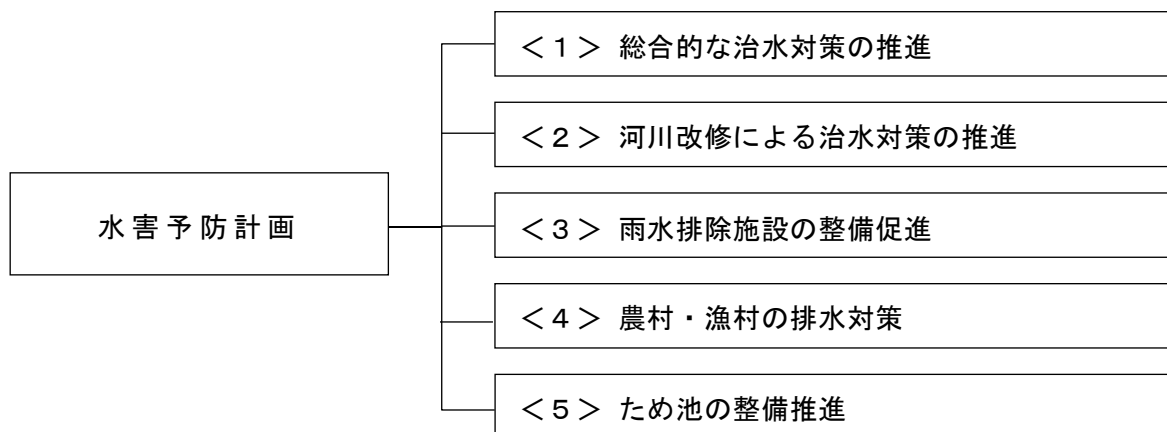 水害予防計画
＜１＞ 総合的な治水対策の推進
＜２＞ 河川改修による治水対策の推進
＜３＞ 雨水排除施設の整備促進
＜４＞ 農村・漁村の排水対策
＜５＞ ため池の整備推進